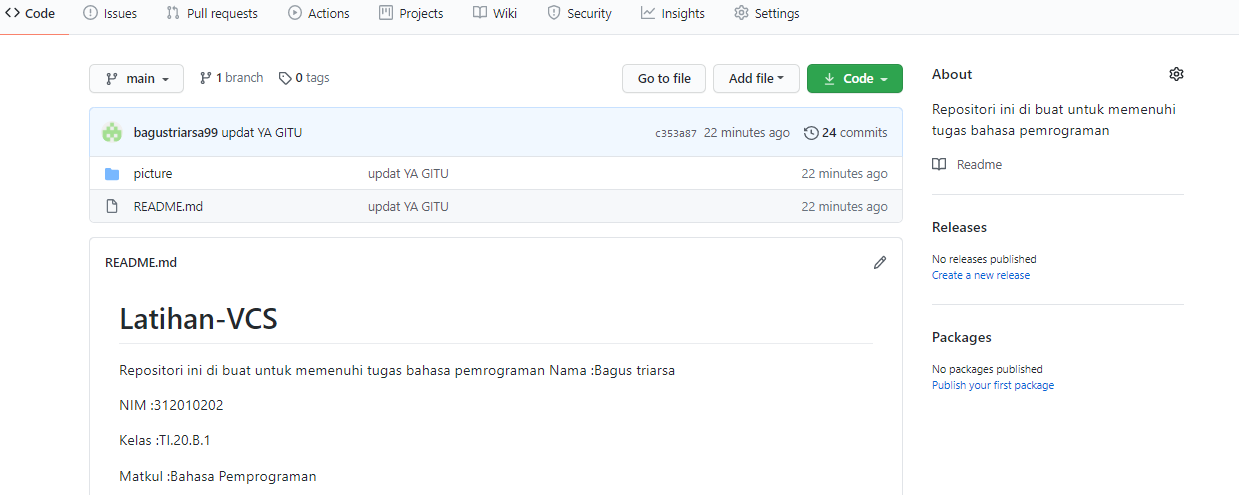 Code Issues Pull requests Actions Projects Wiki Security Insights Settings
main 1 branch 0 tags Go to file Add file Code
bagustriarsa99 updat YA GITU c353a87 22 minutes ago 24 commits
picture updat YA GITU 22 minutes ago
README.md updat YA GITU 22 minutes ago
README.md
Latihan-VCS
Repositori ini di buat untuk memenuhi tugas bahasa pemrograman Nama :Bagus triarsa
NIM :312010202
Kelas :TI.20.B.1
Matkul :Bahasa Pemprograman
About
Repositori ini di buat untuk memenuhi
tugas bahasa pemrograman
Readme
Releases
No releases published
Create a new release
Packages
No packages published
Publish your first package